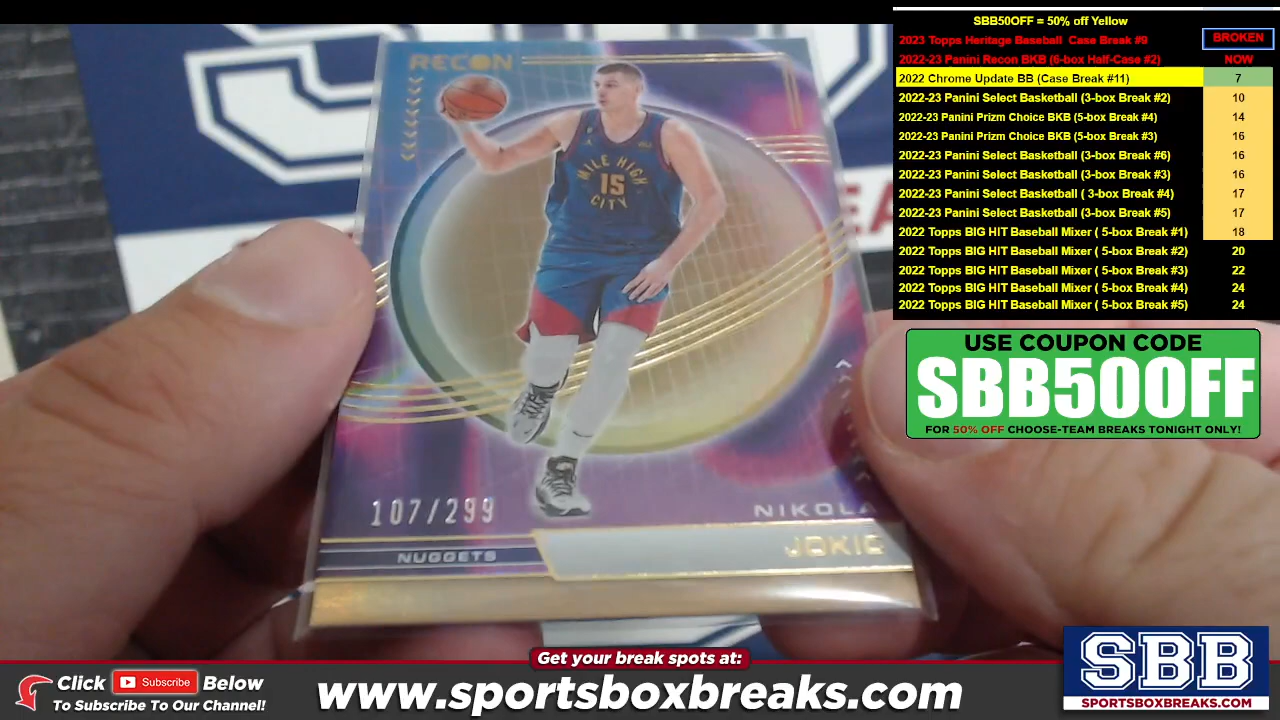 SBB50OFF = 50% off Yellow
2023 Topps Heritage Baseball Case Break #9 BROKEN
2022-23 Panini Recon BKB (6-box Half-Case #2) NOW
2022 Chrome Update BB (Case Break #11) 7
2022-23 Panini Select Basketball (3-box Break #2) 10
2022-23 Panini Prizm Choice BKB (5-box Break #4) 14
2022-23 Panini Prizm Choice BKB (5-box Break #3) 16
2022-23 Panini Select Basketball (3-box Break #6) 16
2022-23 Panini Select Basketball (3-box Break #3) 16
2022-23 Panini Select Basketball ( 3-box Break #4) 17
2022-23 Panini Select Basketball (3-box Break #5) 17
2022 Topps BIG HIT Baseball Mixer ( 5-box Break #1) 18
2022 Topps BIG HIT Baseball Mixer ( 5-box Break #2) 20
2022 Topps BIG HIT Baseball Mixer ( 5-box Break #3) 22
2022 Topps BIG HIT Baseball Mixer ( 5-box Break #4) 24
2022 Topps BIG HIT Baseball Mixer ( 5-box Break #5) 24
USE COUPON CODE
SBB50OFF
FOR 50% OFF CHOOSE-TEAM BREAKS TONIGHT ONLY!
RECON
MILE HIGH
15
CITY
107/299
NIKOLA
JOKIC
NUGGETS
Get your break spots at:
Click Subscribe Below
To Subscribe To Our Channel!
www.sportsboxbreaks.com
SBB
SPORTSBOXBREAKS.COM